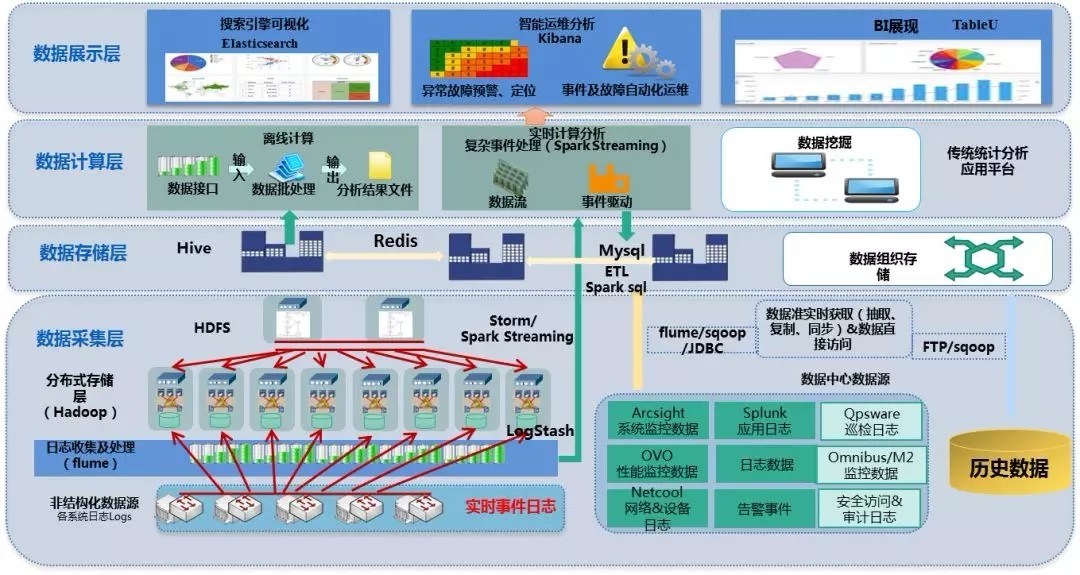 数据展示层
搜索引擎可视化
Elasticsearch
智能运维分析
Kibana
异常故障预警、定位
事件及故障自动化运维
BI展现 TableU
数据计算层
离线计算
数据接口
输入
数据批处理
输出
分析结果文件
实时计算分析
复杂事件处理（Spark Streaming）
数据流
事件驱动
数据挖掘
传统统计分析
应用平台
数据存储层
Hive
Redis
Mysql
ETL
Spark sql
数据组织存
储
数据采集层
HDFS
Storm/
Spark Streaming
flume/sqoop
/JDBC
数据准实时获取（抽取、
复制、同步）&数据直
接访问
FTP/sqoop
分布式存储
层
（Hadoop）
LogStash
日志收集及处理
（flume）
非结构化数据源
各系统日志Logs
实时事件日志
数据中心数据源
Arcsight
系统监控数据
Splunk
应用日志
Qpsware
巡检日志
OVO
性能监控数据
日志数据
Omnibus/M2
监控数据
Netcool
网络&设备
日志
告警事件
安全访问&
审计日志
历史数据